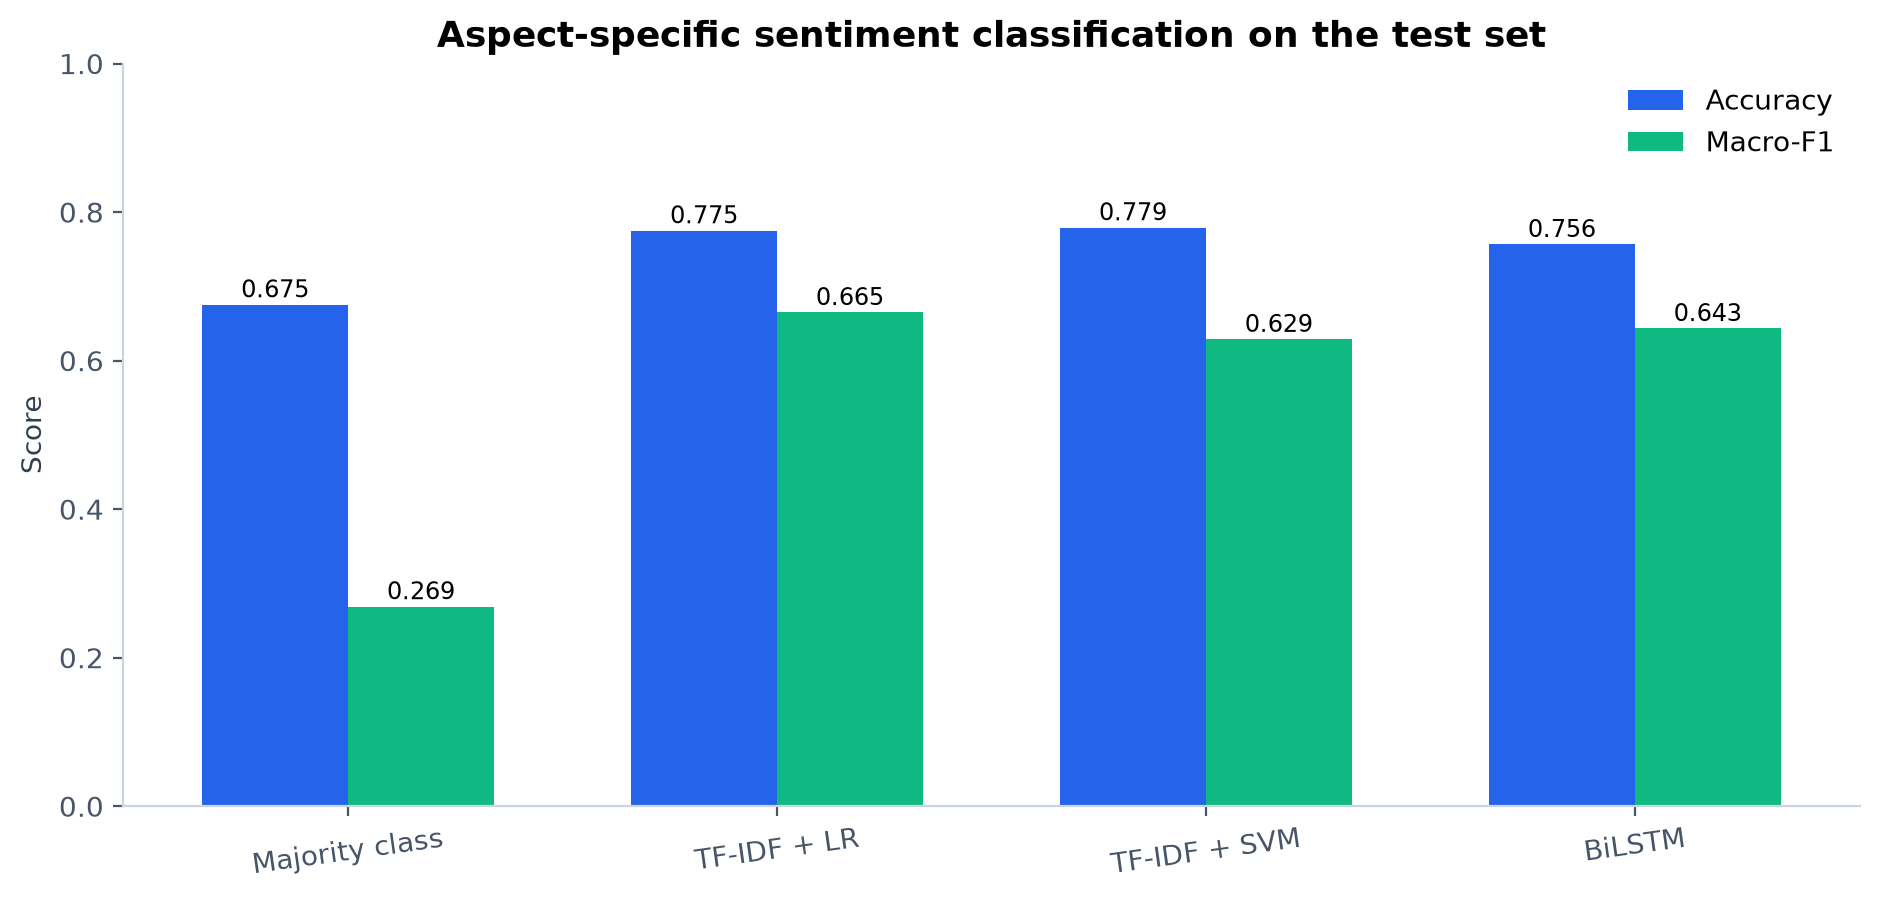 Aspect-specific sentiment classification on the test set
Accuracy
Macro-F1
Score
1.0
0.8
0.6
0.4
0.2
0.0
0.675
0.269
0.775
0.665
0.779
0.629
0.756
0.643
Majority class
TF-IDF + LR
TF-IDF + SVM
BiLSTM